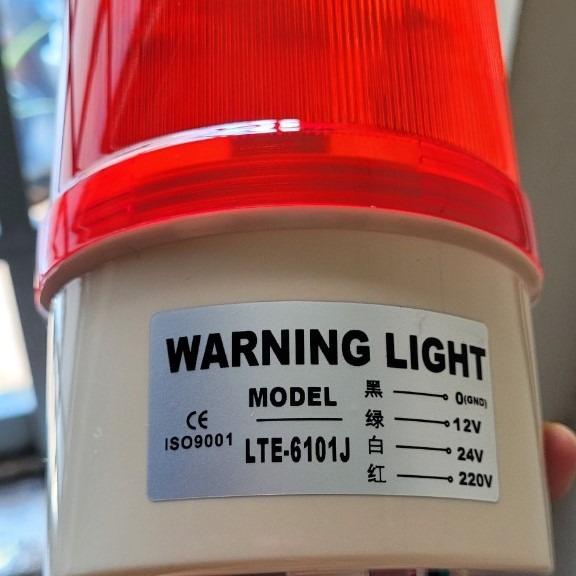 WARNING LIGHT
MODEL
CE
ISO9001
LTE-6101J
黑 0(GND)
绿 12V
白 24V
红 220V